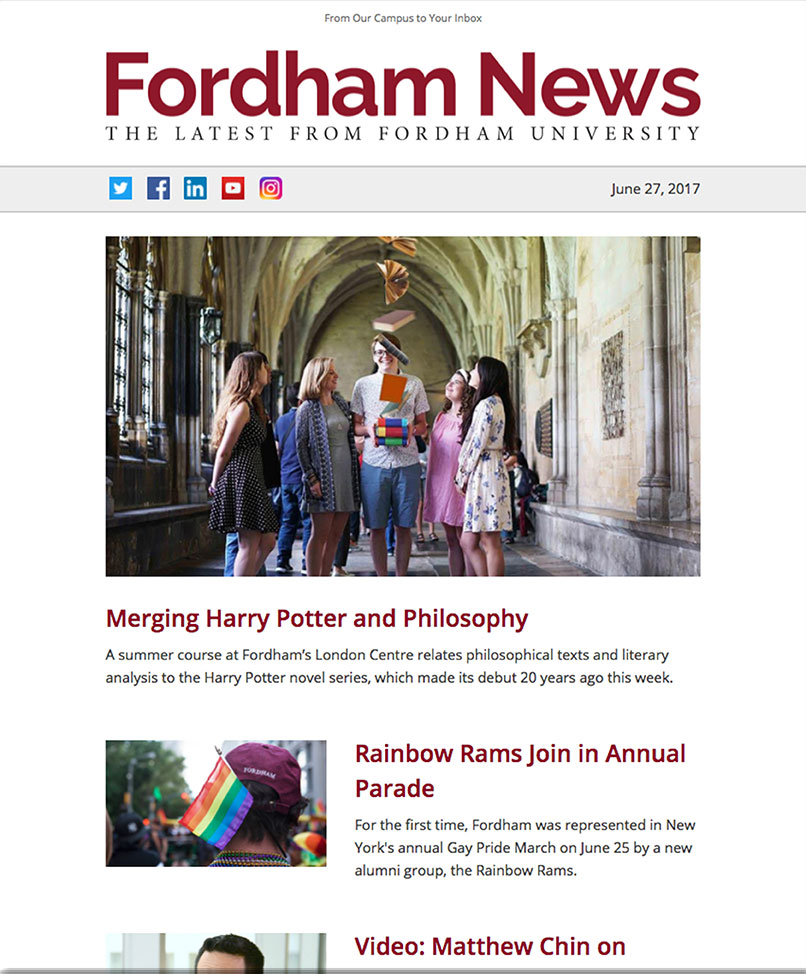 From Our Campus to Your Inbox
Fordham News
THE LATEST FROM FORDHAM UNIVERSITY
June 27, 2017
Merging Harry Potter and Philosophy
A summer course at Fordham’s London Centre relates philosophical texts and literary
analysis to the Harry Potter novel series, which made its debut 20 years ago this week.
FORDHAM
Rainbow Rams Join in Annual
Parade
For the first time, Fordham was represented in New
York's annual Gay Pride March on June 25 by a new
alumni group, the Rainbow Rams.
Video: Matthew Chin on